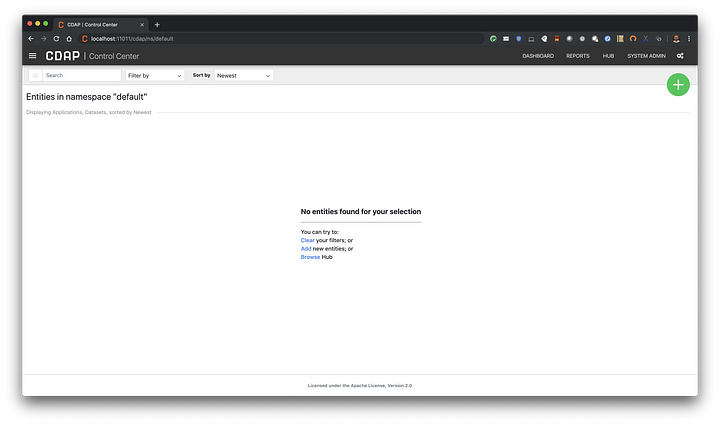 CDAP | Control Center
localhost:11011/cdap/ns/default
CDAP | Control Center
DASHBOARD
REPORTS
HUB
SYSTEM ADMIN
Search
Filter by
Sort by
Newest
Entities in namespace "default"
Displaying Applications, Datasets, sorted by Newest
No entities found for your selection
You can try to:
Clear your filters; or
Add new entities; or
Browse Hub
Licensed under the Apache License, Version 2.0